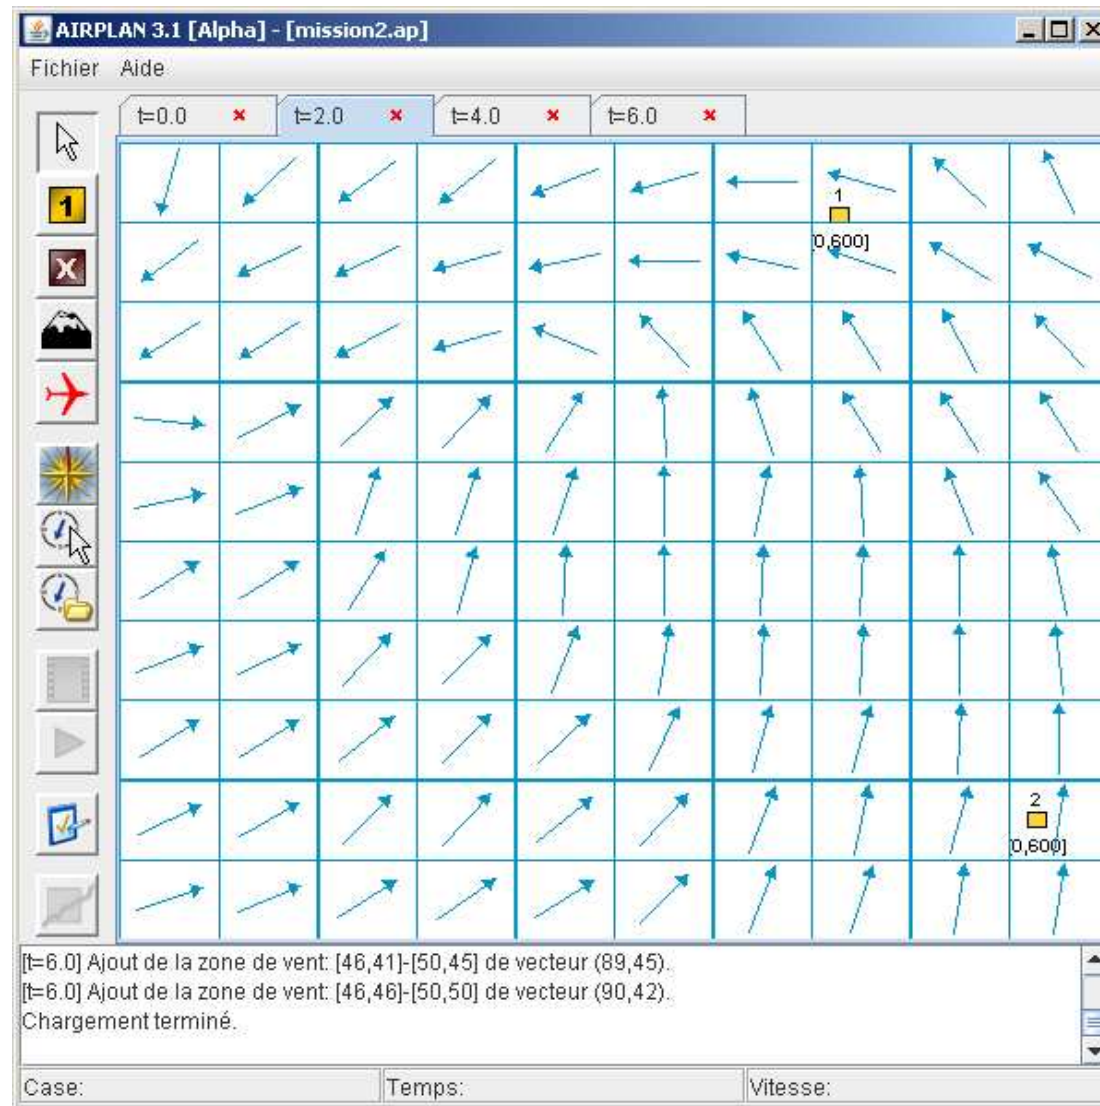 AIRPLAN 3.1 [Alpha] - [mission2.ap]
Fichier Aide
t=0.0 t=2.0 t=4.0 t=6.0
1
1
[0,600]
X
2
[0,600]
[t=6.0] Ajout de la zone de vent: [46,41]-[50,45] de vecteur (89,45).
[t=6.0] Ajout de la zone de vent: [46,46]-[50,50] de vecteur (90,42).
Chargement terminé.
Case: Temps: Vitesse: